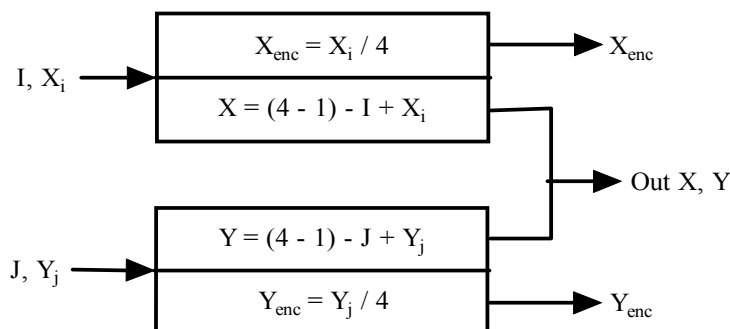 X_enc = X_i / 4
X_enc
I, X_i
X = (4 - 1) - I + X_i
Out X, Y
Y = (4 - 1) - J + Y_j
J, Y_j
Y_enc = Y_j / 4
Y_enc